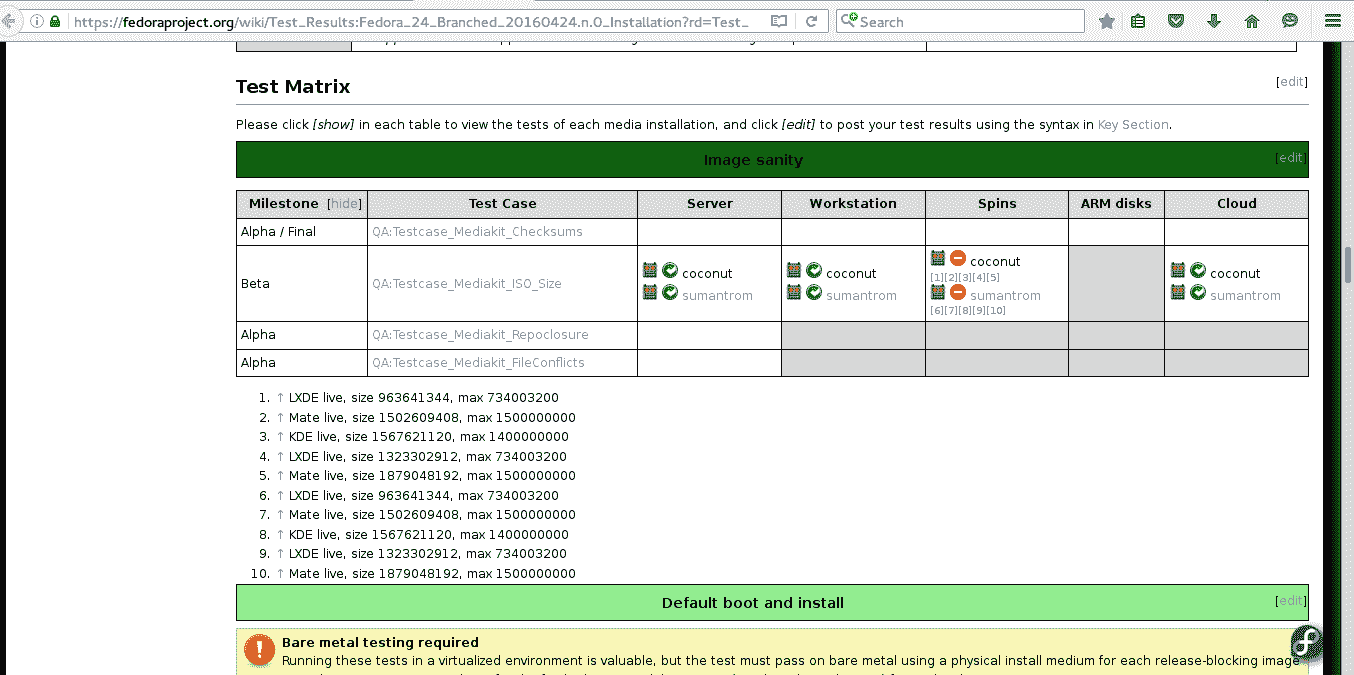 https://fedoraproject.org/wiki/Test_Results:Fedora_24_Branched_20160424.n.0_Installation?rd=Test_
Search
Test Matrix [edit]
Please click [show] in each table to view the tests of each media installation, and click [edit] to post your test results using the syntax in Key Section.
Image sanity [edit]
Milestone [hide] Test Case Server Workstation Spins ARM disks Cloud
Alpha / Final QA:Testcase_Mediakit_Checksums
Beta QA:Testcase_Mediakit_ISO_Size coconut coconut coconut coconut
[1][2][3][4][5]
sumantrom sumantrom sumantrom sumantrom
[6][7][8][9][10]
Alpha QA:Testcase_Mediakit_Repoclosure
Alpha QA:Testcase_Mediakit_FileConflicts
1. ↑ LXDE live, size 963641344, max 734003200
2. ↑ Mate live, size 1502609408, max 1500000000
3. ↑ KDE live, size 1567621120, max 1400000000
4. ↑ LXDE live, size 1323302912, max 734003200
5. ↑ Mate live, size 1879048192, max 1500000000
6. ↑ LXDE live, size 963641344, max 734003200
7. ↑ Mate live, size 1502609408, max 1500000000
8. ↑ KDE live, size 1567621120, max 1400000000
9. ↑ LXDE live, size 1323302912, max 734003200
10. ↑ Mate live, size 1879048192, max 1500000000
Default boot and install [edit]
Bare metal testing required
Running these tests in a virtualized environment is valuable, but the test must pass on bare metal using a physical install medium for each release-blocking image